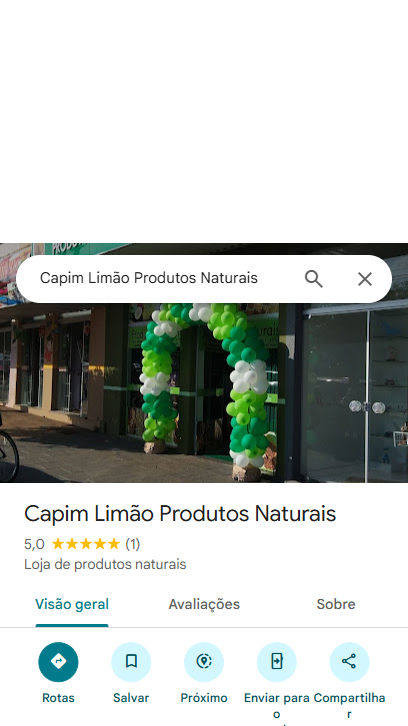 PRODUT
Capim Limão Produtos Naturais
Capim Limão Produtos Naturais
5,0 ★★★★★ (1)
Loja de produtos naturais
Visão geral Avaliações Sobre
Rotas Salvar Próximo Enviar para o Compartilhar